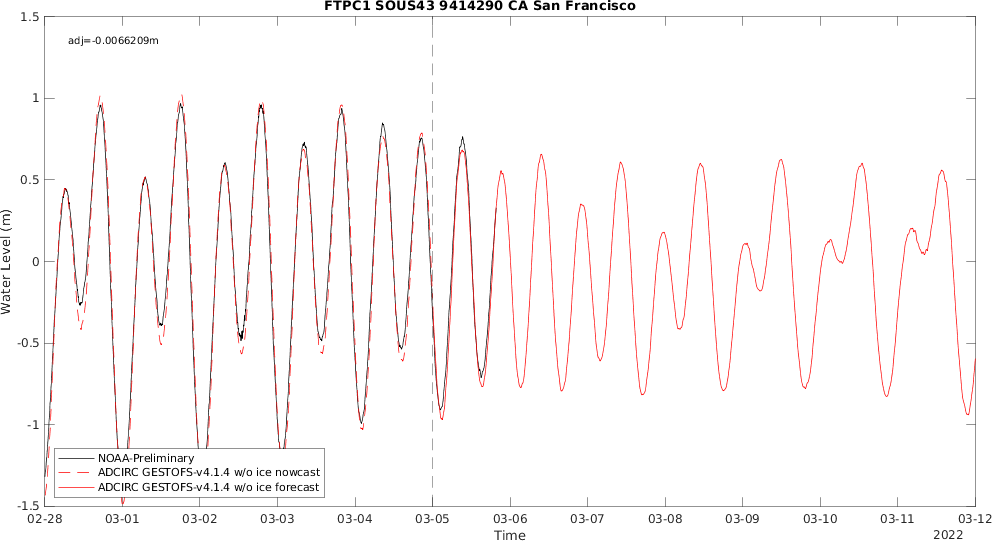 FTPC1 SOUS43 9414290 CA San Francisco
adj=-0.0066209m
1.5
1
0.5
0
-0.5
-1
-1.5
Water Level (m)
NOAA-Preliminary
ADCIRC GESTOFS-v4.1.4 w/o ice nowcast
ADCIRC GESTOFS-v4.1.4 w/o ice forecast
02-28 03-01 03-02 03-03 03-04 03-05 03-06 03-07 03-08 03-09 03-10 03-11 03-12
Time
2022